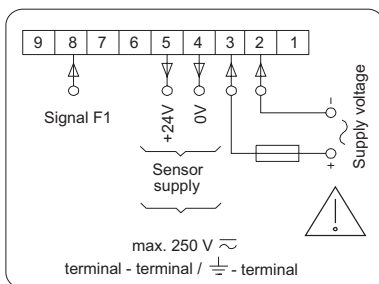 9 8 7 6 5 4 3 2 1
Signal F1
+24V
0V
Sensor
supply
−
+
Supply voltage
max. 250 V ⎓
terminal - terminal / ⏚ - terminal
!